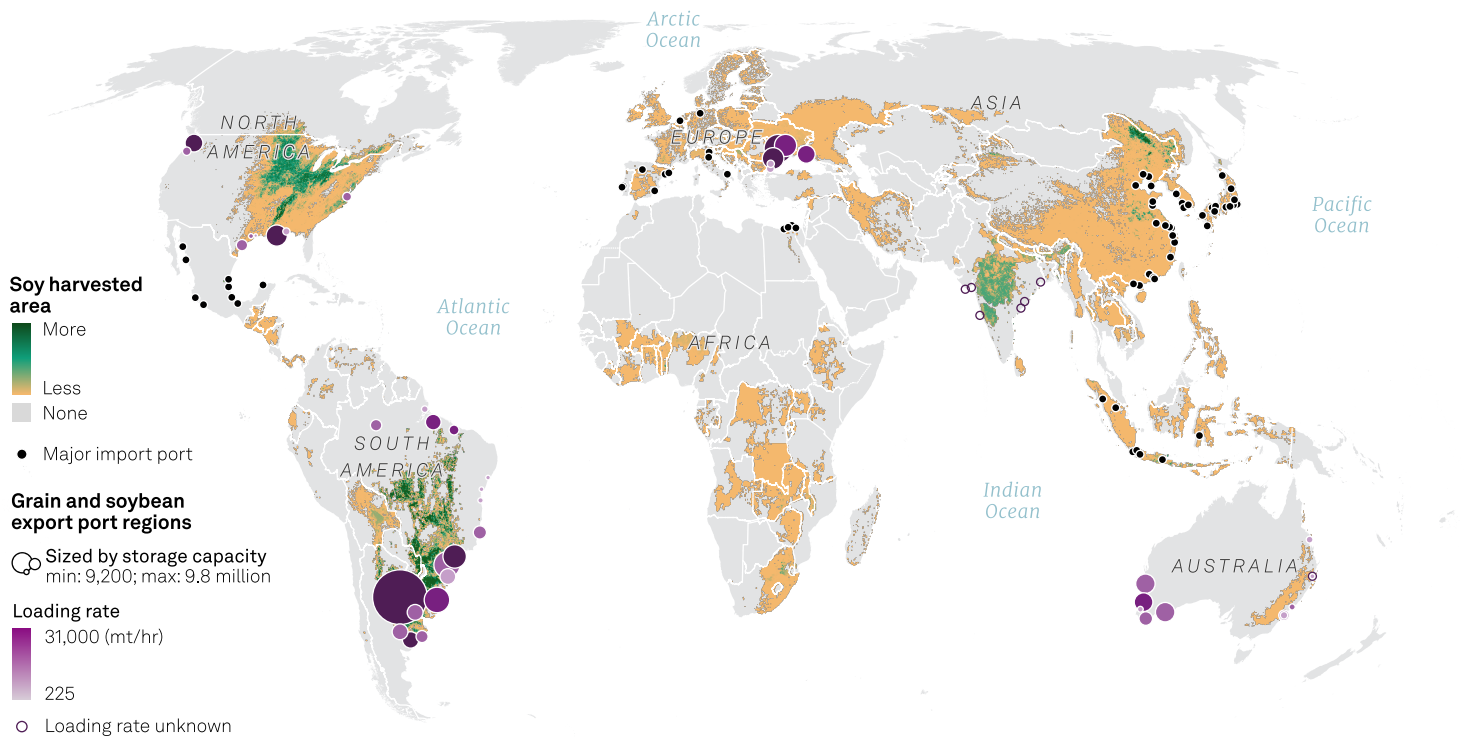 Arctic
Ocean
ASIA
NORTH
AMERICA
EUROPE
Pacific
Ocean
Soy harvested
area
More
Less
None
Major import port
Atlantic
Ocean
AFRICA
SOUTH
AMERICA
Indian
Ocean
AUSTRALIA
Grain and soybean
export port regions
Sized by storage capacity
min: 9,200; max: 9.8 million
Loading rate
31,000 (mt/hr)
225
Loading rate unknown